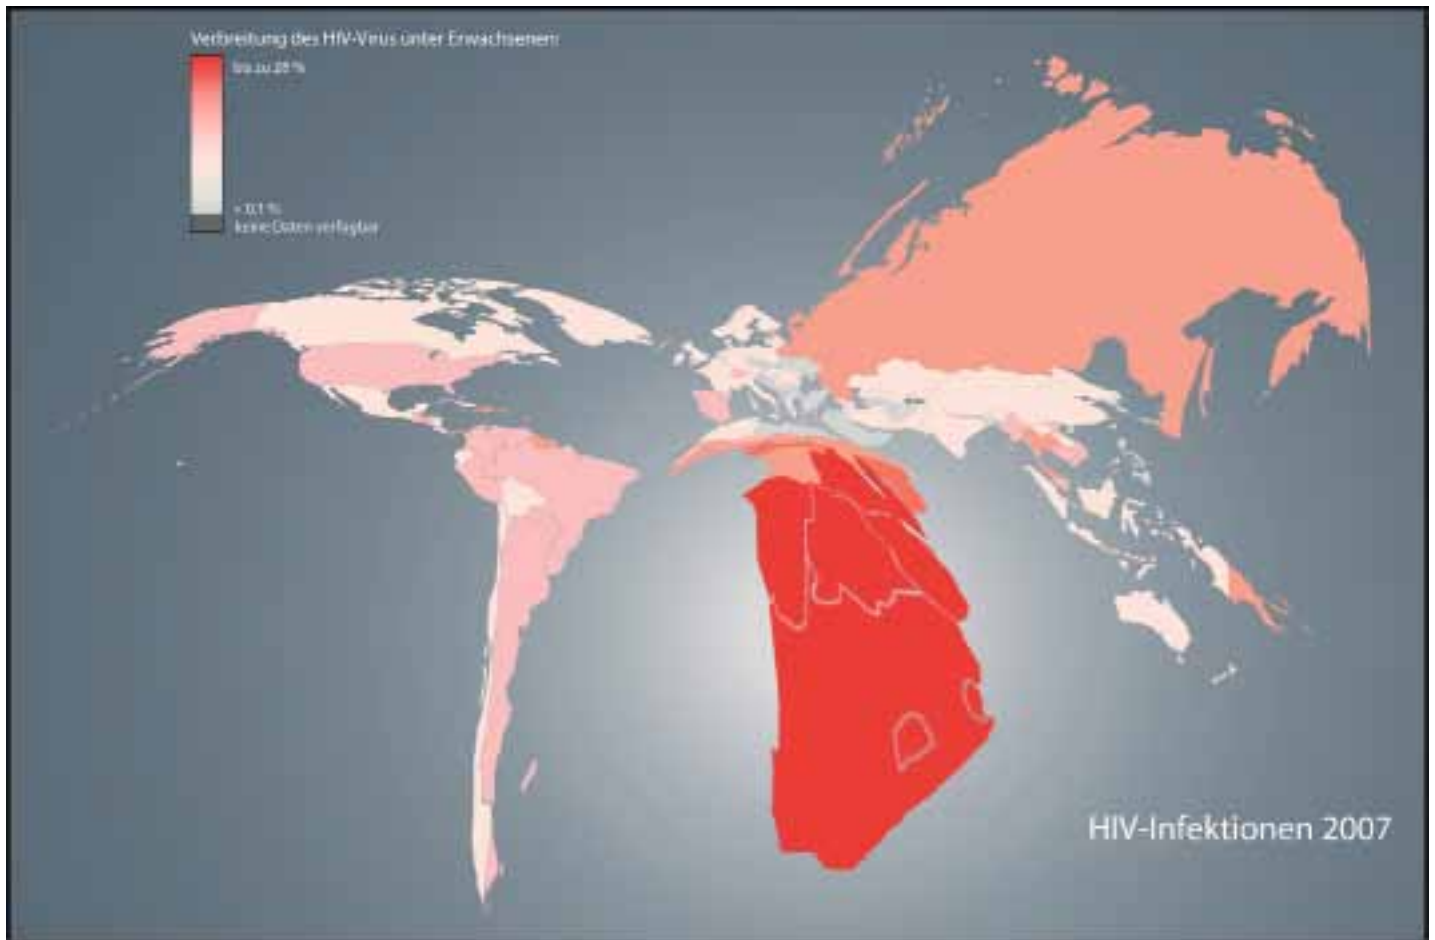 Verbreitung des HIV-Virus unter Erwachsenen:
bis zu 28 %
< 0,1 %
keine Daten verfügbar
HIV-Infektionen 2007